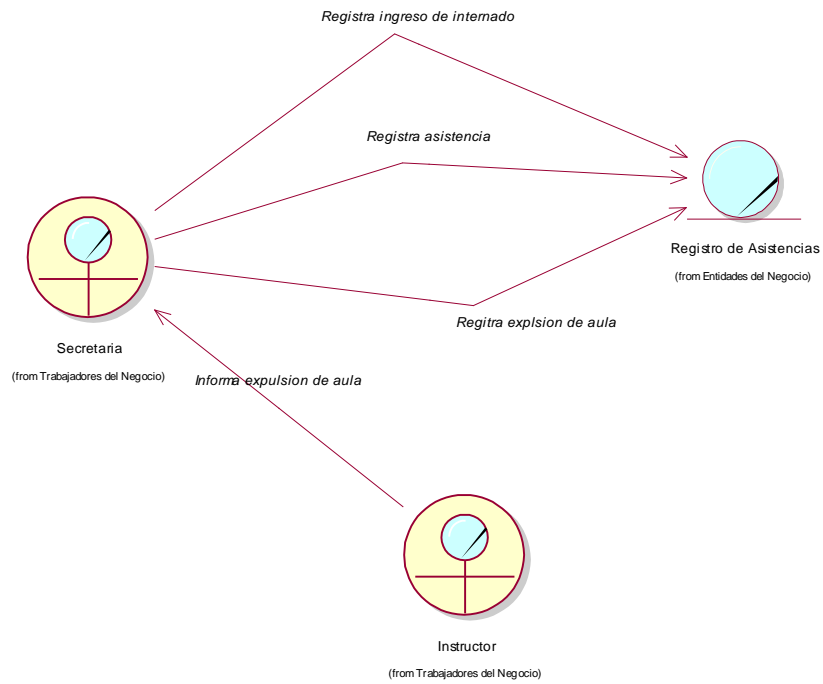 Registra ingreso de internado
Registra asistencia
Registro de Asistencias
(from Entidades del Negocio)
Regitra explsion de aula
Secretaria
(from Trabajadores del Negocio)
Informa expulsion de aula
Instructor
(from Trabajadores del Negocio)